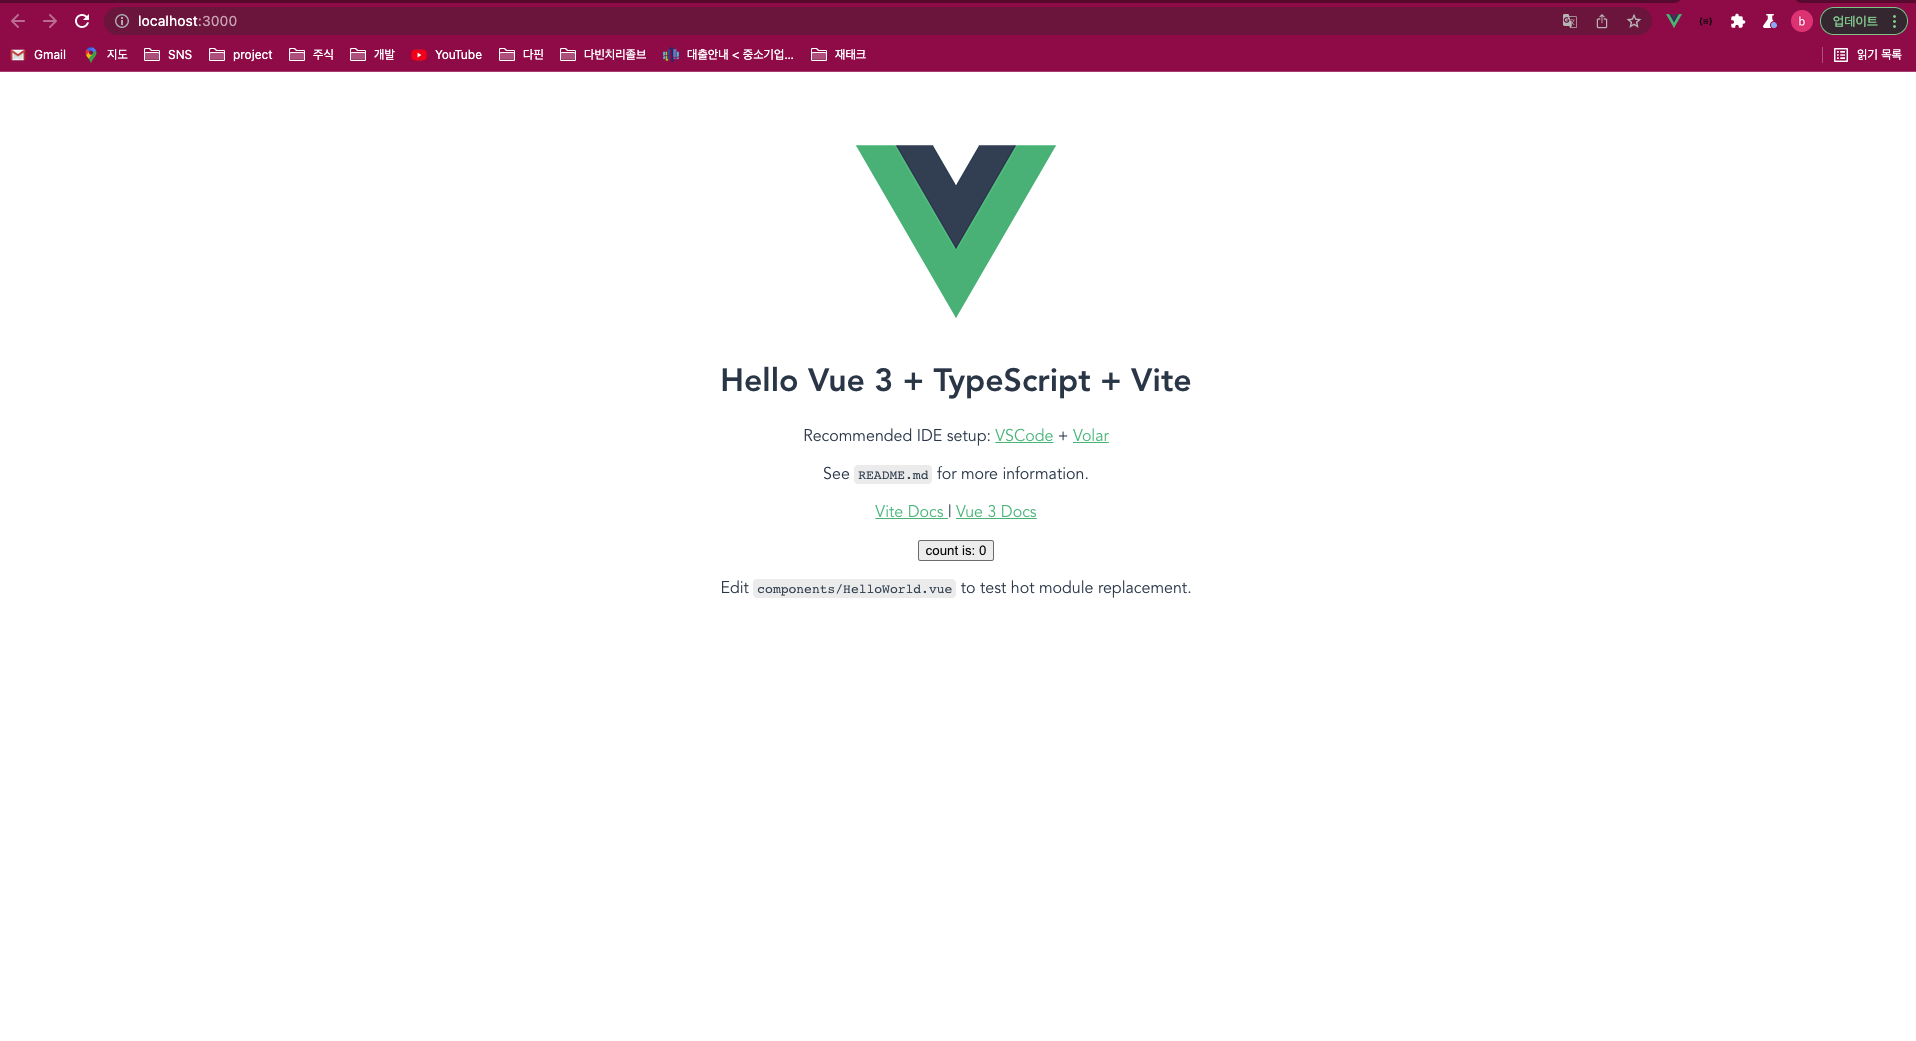 localhost:3000
b 업데이트
Gmail 지도 SNS project 주식 개발 YouTube 다핀 다빈치리졸브 대출안내 < 중소기업... 재태크 읽기 목록
Hello Vue 3 + TypeScript + Vite
Recommended IDE setup: VSCode + Volar
See README.md for more information.
Vite Docs | Vue 3 Docs
count is: 0
Edit components/HelloWorld.vue to test hot module replacement.